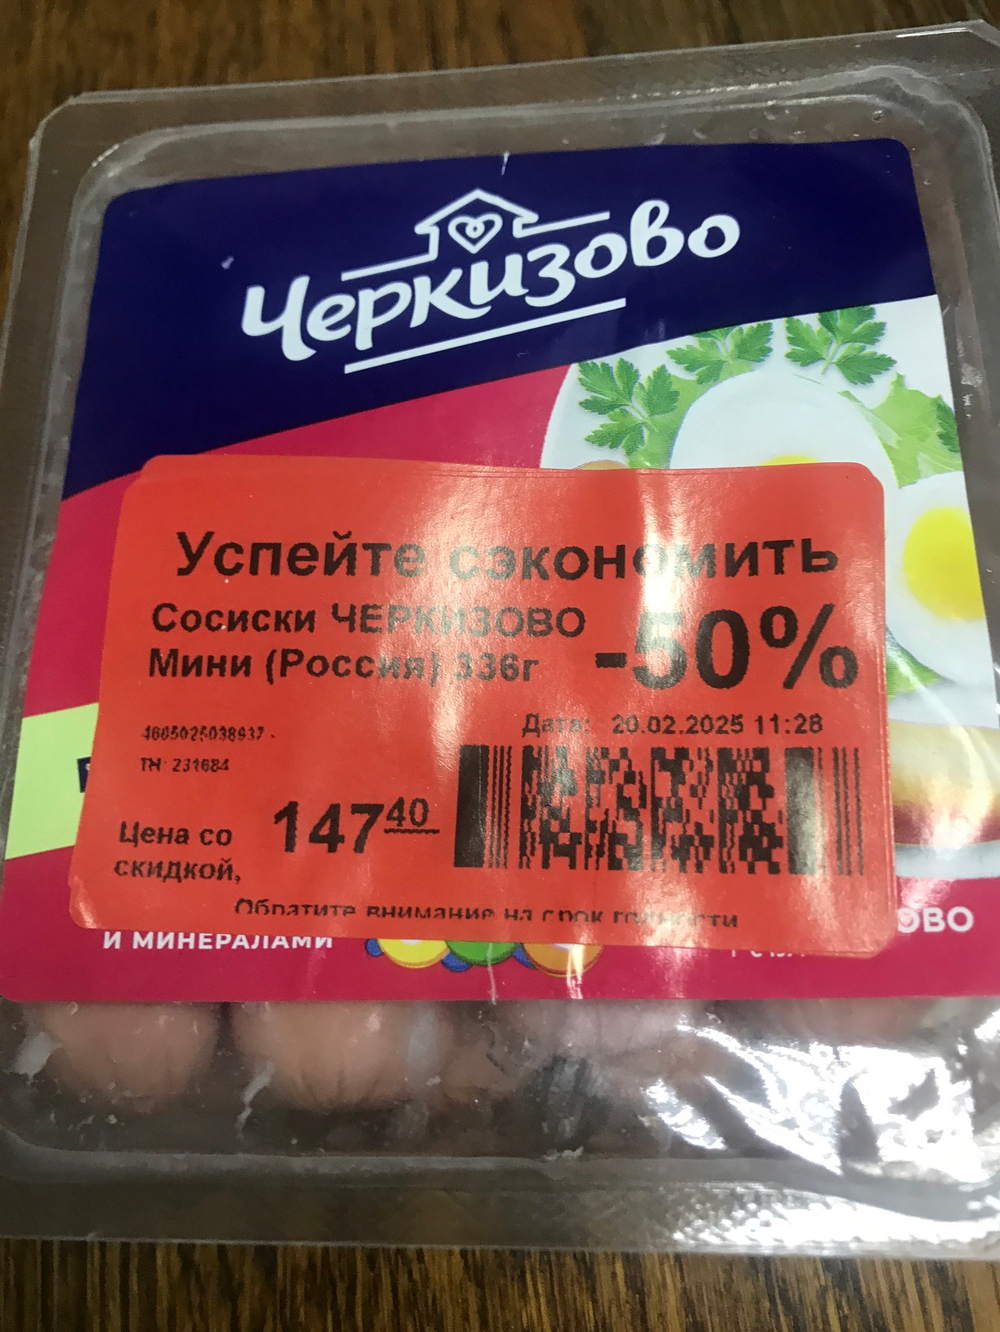 Черкизово
Успейте сэкономить
Сосиски ЧЕРКИЗОВО
Мини (Россия) 336г
-50%
Дата: 20.02.2025 11:28
4605025038937 -
ТН: 231684
Цена со
скидкой,
147 40
Обратите внимание на срок годности
И МИНЕРАЛАМИ
ОВО